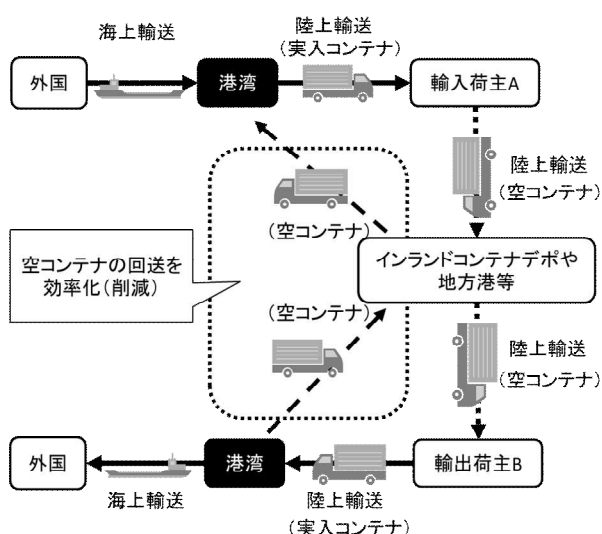 海上輸送
陸上輸送
(実入コンテナ)
外国
港湾
輸入荷主A
陸上輸送
(空コンテナ)
(空コンテナ)
空コンテナの回送を
効率化(削減)
インランドコンテナデポや
地方港等
(空コンテナ)
陸上輸送
(空コンテナ)
外国
港湾
輸出荷主B
海上輸送
陸上輸送
(実入コンテナ)